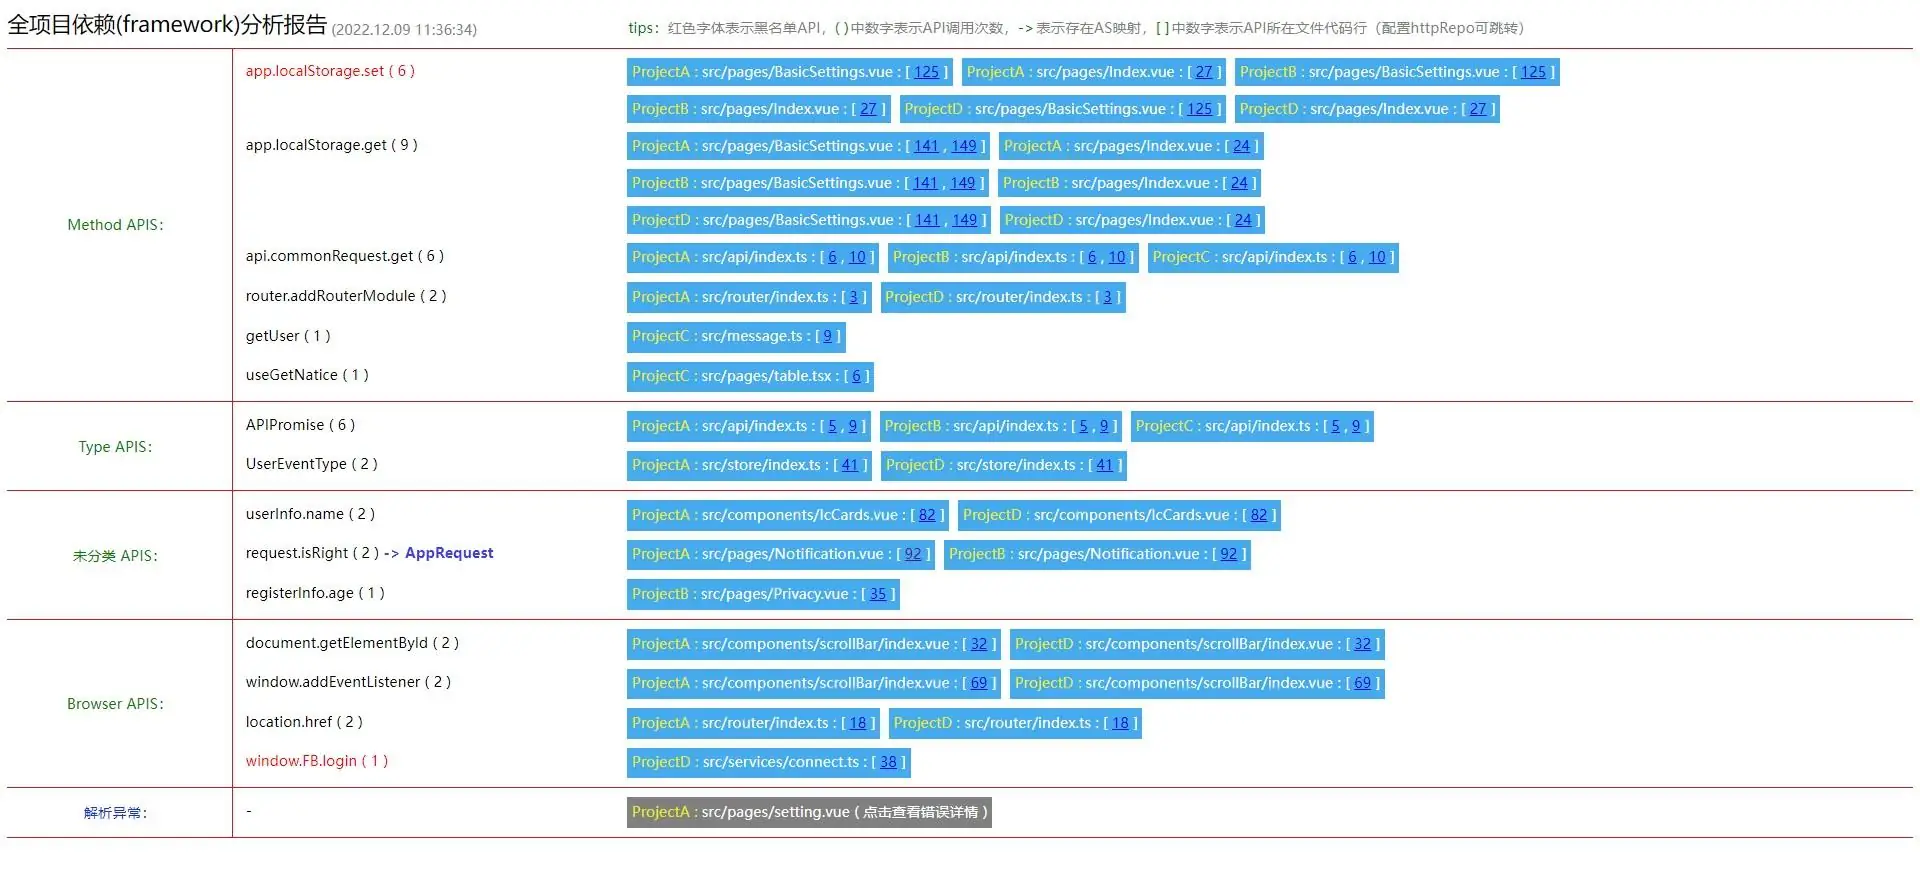 全项目依赖(framework)分析报告 (2022.12.09 11:36:34) tips：红色字体表示黑名单API，( )中数字表示API调用次数，-> 表示存在AS映射，[ ]中数字表示API所在文件代码行（配置httpRepo可跳转）
app.localStorage.set ( 6 ) ProjectA : src/pages/BasicSettings.vue : [ 125 ] ProjectA : src/pages/Index.vue : [ 27 ] ProjectB : src/pages/BasicSettings.vue : [ 125 ]
ProjectB : src/pages/Index.vue : [ 27 ] ProjectD : src/pages/BasicSettings.vue : [ 125 ] ProjectD : src/pages/Index.vue : [ 27 ]
app.localStorage.get ( 9 ) ProjectA : src/pages/BasicSettings.vue : [ 141 , 149 ] ProjectA : src/pages/Index.vue : [ 24 ]
ProjectB : src/pages/BasicSettings.vue : [ 141 , 149 ] ProjectB : src/pages/Index.vue : [ 24 ]
Method APIS：
ProjectD : src/pages/BasicSettings.vue : [ 141 , 149 ] ProjectD : src/pages/Index.vue : [ 24 ]
api.commonRequest.get ( 6 ) ProjectA : src/api/index.ts : [ 6 , 10 ] ProjectB : src/api/index.ts : [ 6 , 10 ] ProjectC : src/api/index.ts : [ 6 , 10 ]
router.addRouterModule ( 2 ) ProjectA : src/router/index.ts : [ 3 ] ProjectD : src/router/index.ts : [ 3 ]
getUser ( 1 ) ProjectC : src/message.ts : [ 9 ]
useGetNatice ( 1 ) ProjectC : src/pages/table.tsx : [ 6 ]
APIPromise ( 6 ) ProjectA : src/api/index.ts : [ 5 , 9 ] ProjectB : src/api/index.ts : [ 5 , 9 ] ProjectC : src/api/index.ts : [ 5 , 9 ]
Type APIS：
UserEventType ( 2 ) ProjectA : src/store/index.ts : [ 41 ] ProjectD : src/store/index.ts : [ 41 ]
userInfo.name ( 2 ) ProjectA : src/components/IcCards.vue : [ 82 ] ProjectD : src/components/IcCards.vue : [ 82 ]
未分类 APIS： request.isRight ( 2 ) -> AppRequest ProjectA : src/pages/Notification.vue : [ 92 ] ProjectB : src/pages/Notification.vue : [ 92 ]
registerInfo.age ( 1 ) ProjectB : src/pages/Privacy.vue : [ 35 ]
document.getElementById ( 2 ) ProjectA : src/components/scrollBar/index.vue : [ 32 ] ProjectD : src/components/scrollBar/index.vue : [ 32 ]
window.addEventListener ( 2 ) ProjectA : src/components/scrollBar/index.vue : [ 69 ] ProjectD : src/components/scrollBar/index.vue : [ 69 ]
Browser APIS：
location.href ( 2 ) ProjectA : src/router/index.ts : [ 18 ] ProjectD : src/router/index.ts : [ 18 ]
window.FB.login ( 1 ) ProjectD : src/services/connect.ts : [ 38 ]
解析异常： - ProjectA : src/pages/setting.vue ( 点击查看错误详情 )